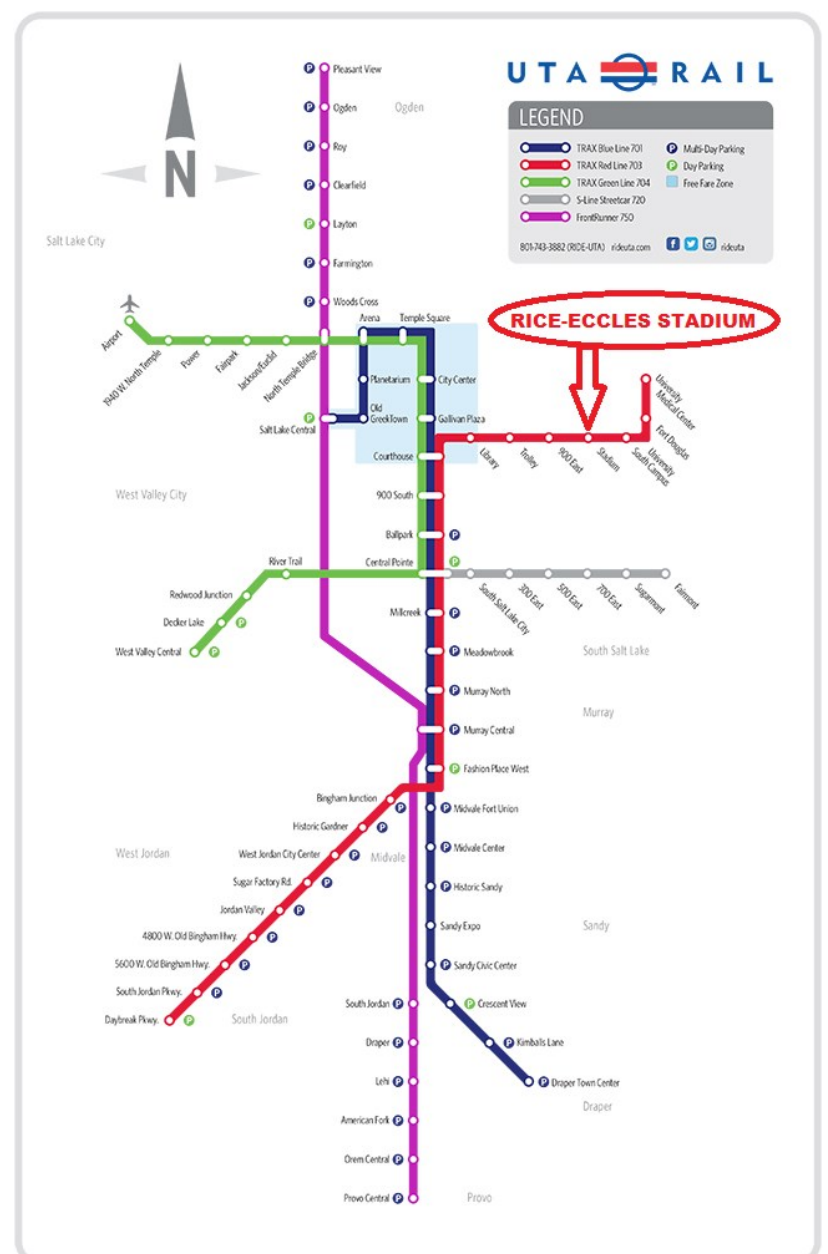 UTA RAIL
LEGEND
TRAX Blue Line 701
TRAX Red Line 703
TRAX Green Line 704
S-Line Streetcar 720
FrontRunner 750
P Multi-Day Parking
P Day Parking
Free Fare Zone
801-743-3882 (RIDE-UTA) rideuta.com
rideuta
N
Pleasant View
Ogden
Ogden
Roy
Clearfield
Layton
Salt Lake City
Farmington
Woods Cross
Arena
Temple Square
RICE-ECCLES STADIUM
Airport
1940 W. North Temple
Power
Fairpark
Jackson/Euclid
North Temple Bridge
Planetarium
City Center
Old
GreekTown
Salt Lake Central
Gallivan Plaza
Courthouse
Library
Trolley
900 East
Stadium
University
South Campus
Fort Douglas
University
Medical Center
West Valley City
900 South
Ballpark
Central Pointe
River Trail
Redwood Junction
Decker Lake
West Valley Central
South Salt Lake City
300 East
500 East
700 East
Sugarmont
Fairmont
Millcreek
Meadowbrook
South Salt Lake
Murray North
Murray
Murray Central
Fashion Place West
Bingham Junction
Midvale Fort Union
Historic Gardner
West Jordan
West Jordan City Center
Midvale
Midvale Center
Sugar Factory Rd.
Historic Sandy
Jordan Valley
Sandy Expo
Sandy
4800 W. Old Bingham Hwy.
5600 W. Old Bingham Hwy.
Sandy Civic Center
South Jordan Pkwy.
Daybreak Pkwy.
South Jordan
South Jordan
Crescent View
Draper
Kimballs Lane
Lehi
Draper Town Center
Draper
American Fork
Orem Central
Provo Central
Provo